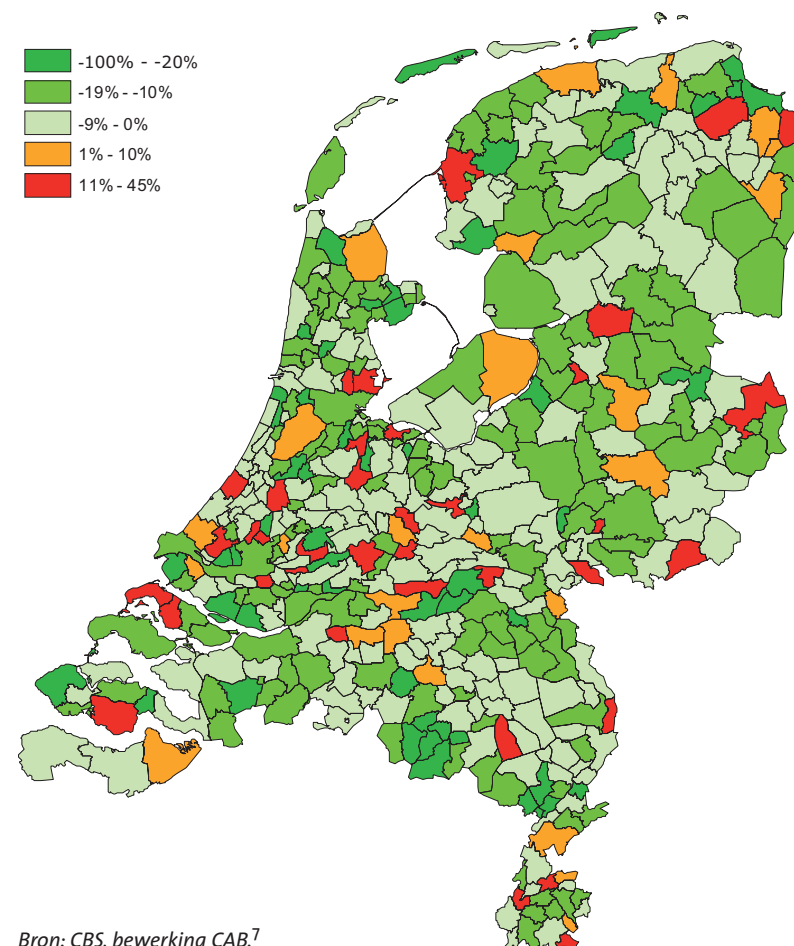 -100% - -20%
-19% - -10%
-9% - 0%
1% - 10%
11% - 45%
Bron: CBS, bewerking CAB.7